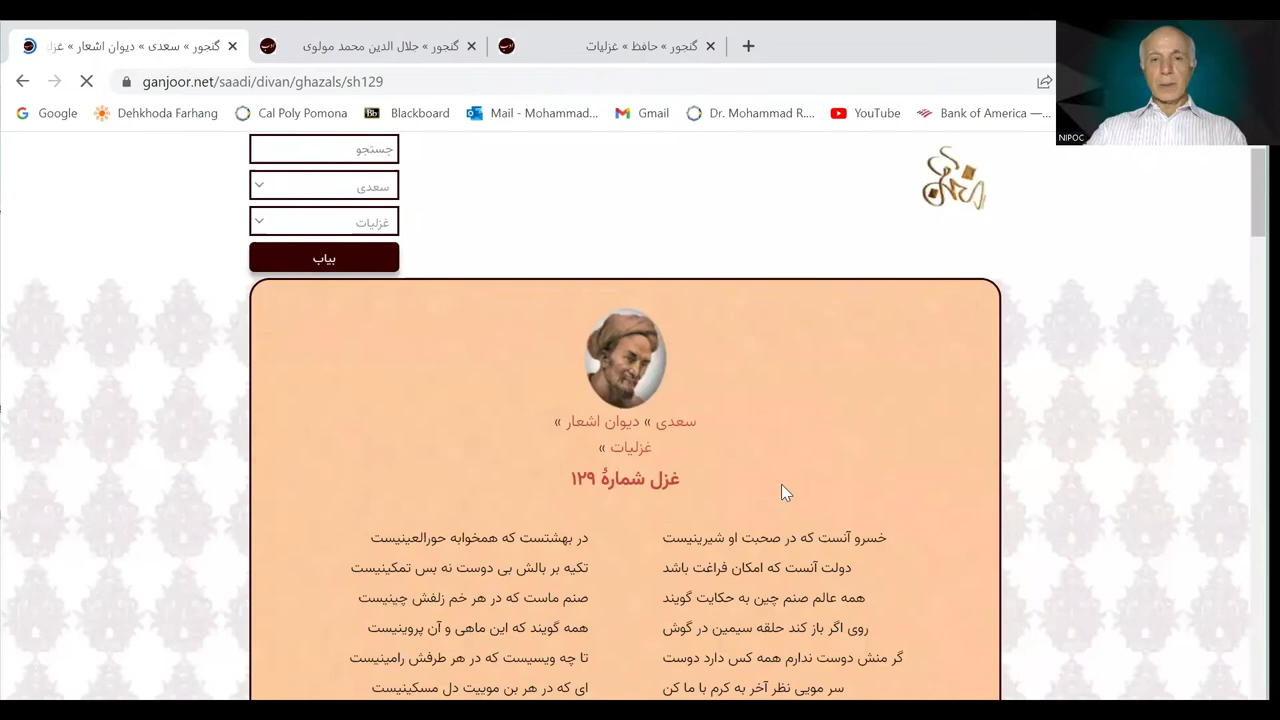 گنجور » سعدی » دیوان اشعار » غزل
گنجور » جلال الدین محمد مولوی
گنجور » حافظ » غزلیات
ganjoor.net/saadi/divan/ghazals/sh129
Google
Dehkhoda Farhang
Cal Poly Pomona
Bb Blackboard
Mail - Mohammad...
Gmail
Dr. Mohammad R....
YouTube
Bank of America —...
NIPOC
جستجو
سعدی
غزلیات
بیاب
سعدی » دیوان اشعار »
غزلیات »
غزل شمارهٔ ۱۲۹
خسرو آنست که در صحبت او شیرینیست در بهشتست که همخوابه حورالعینیست
دولت آنست که امکان فراغت باشد تکیه بر بالش بی دوست نه بس تمکینیست
همه عالم صنم چین به حکایت گویند صنم ماست که در هر خم زلفش چینیست
روی اگر باز کند حلقه سیمین در گوش همه گویند که این ماهی و آن پروینیست
گر منش دوست ندارم همه کس دارد دوست تا چه ویسیست که در هر طرفش رامینیست
سر مویی نظر آخر به کرم با ما کن ای که در هر بن موییت دل مسکینیست